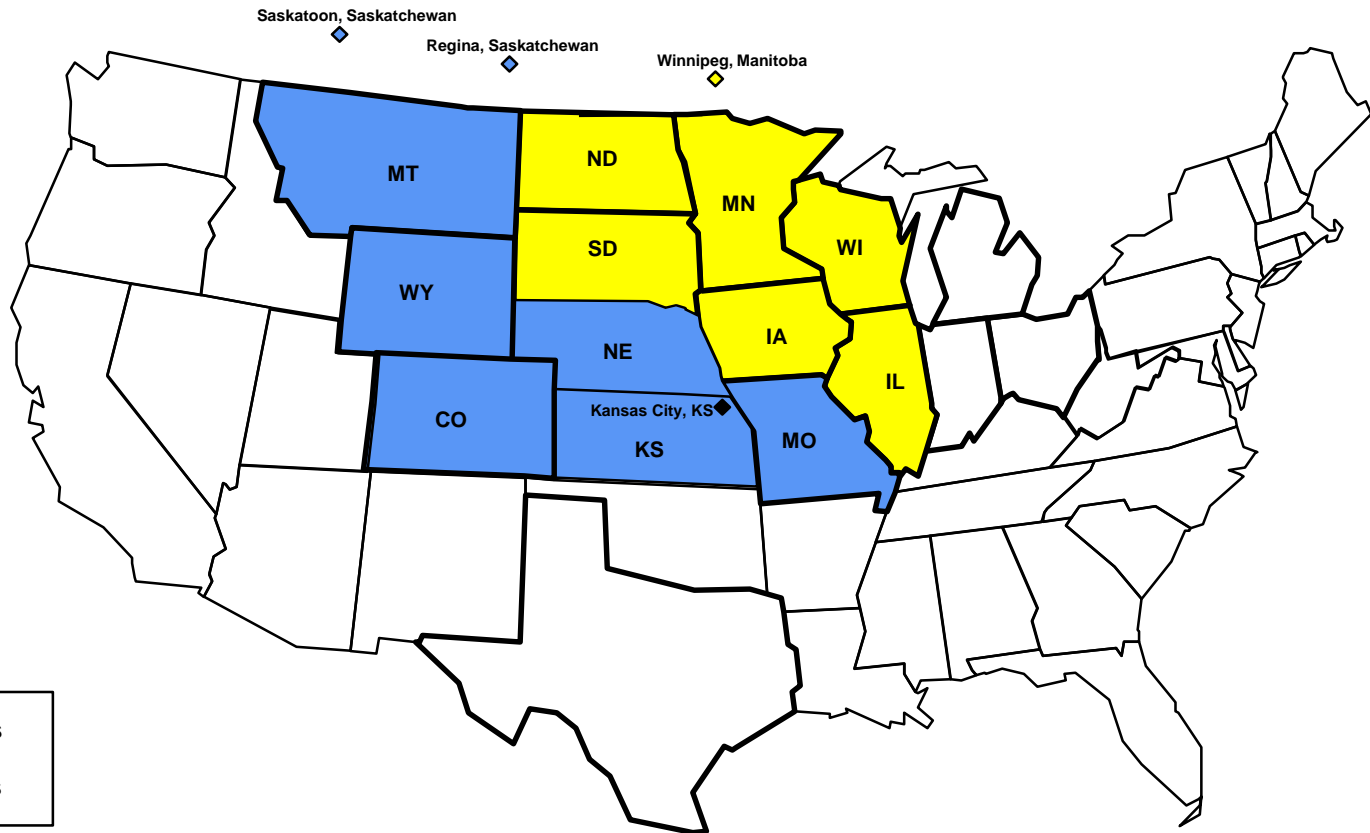 Saskatoon, Saskatchewan
Regina, Saskatchewan
Winnipeg, Manitoba
ND
MT
MN
WI
SD
WY
IA
NE
IL
Kansas City, KS
CO
MO
KS